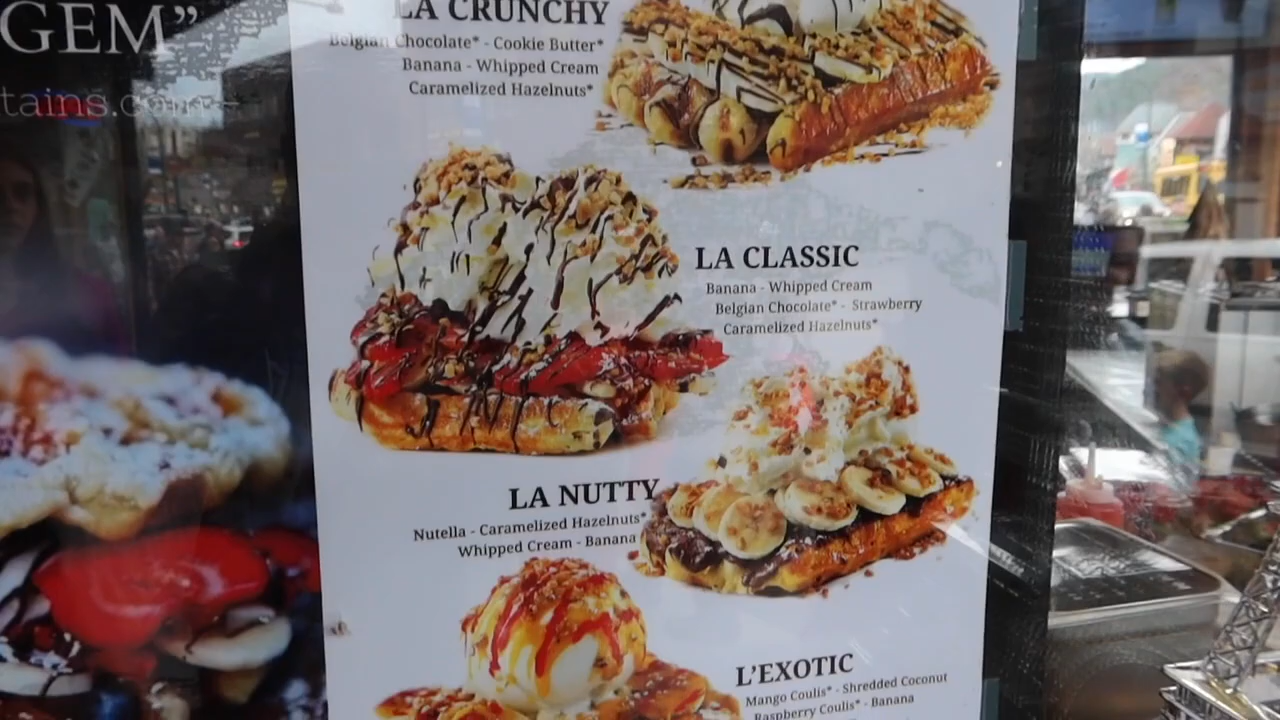 GEM”
tains.com
LA CRUNCHY
Belgian Chocolate* - Cookie Butter*
Banana - Whipped Cream
Caramelized Hazelnuts*
LA CLASSIC
Banana - Whipped Cream
Belgian Chocolate* - Strawberry
Caramelized Hazelnuts*
LA NUTTY
Nutella - Caramelized Hazelnuts*
Whipped Cream - Banana
L’EXOTIC
Mango Coulis* - Shredded Coconut
Raspberry Coulis* - Banana